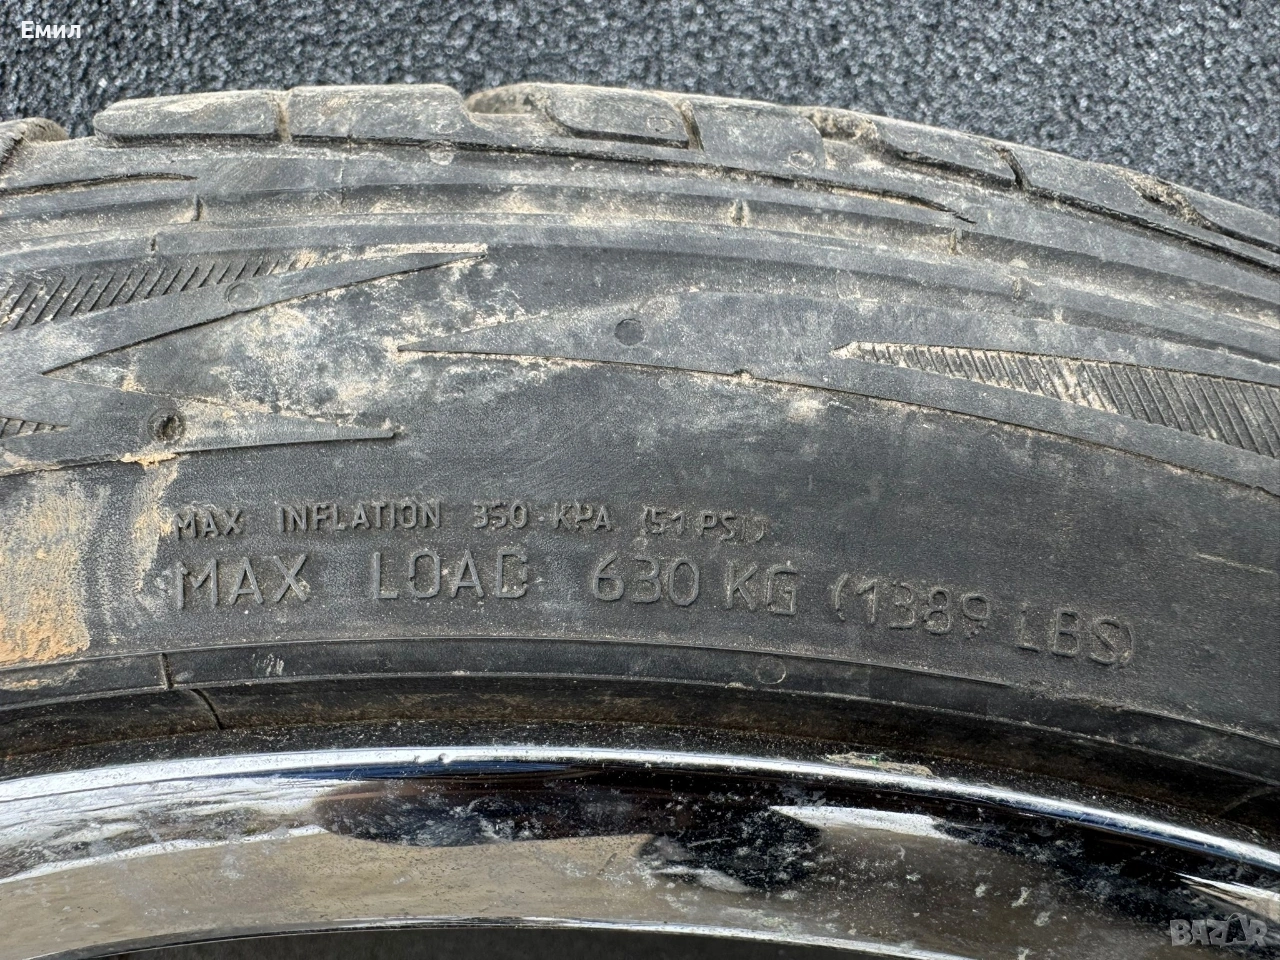 Емил
MAX INFLATION 350 KPA (51 PSI)
MAX LOAD 630 KG (1389 LBS)
BAZAR